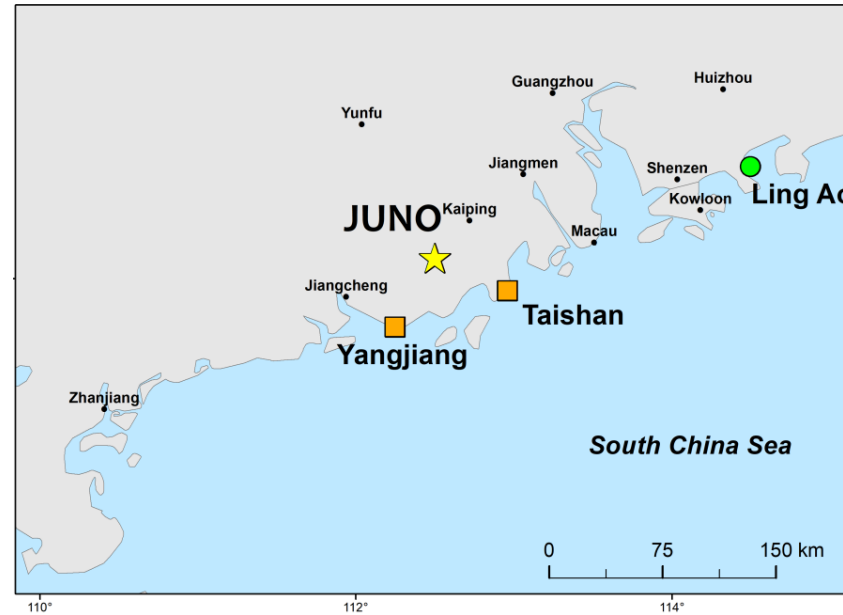 Guangzhou
Huizhou
Yunfu
Jiangmen
Shenzen
Ling Ao
Kowloon
JUNO
Kaiping
Macau
Jiangcheng
Taishan
Yangjiang
Zhanjiang
South China Sea
0 75 150 km
110° 112° 114°